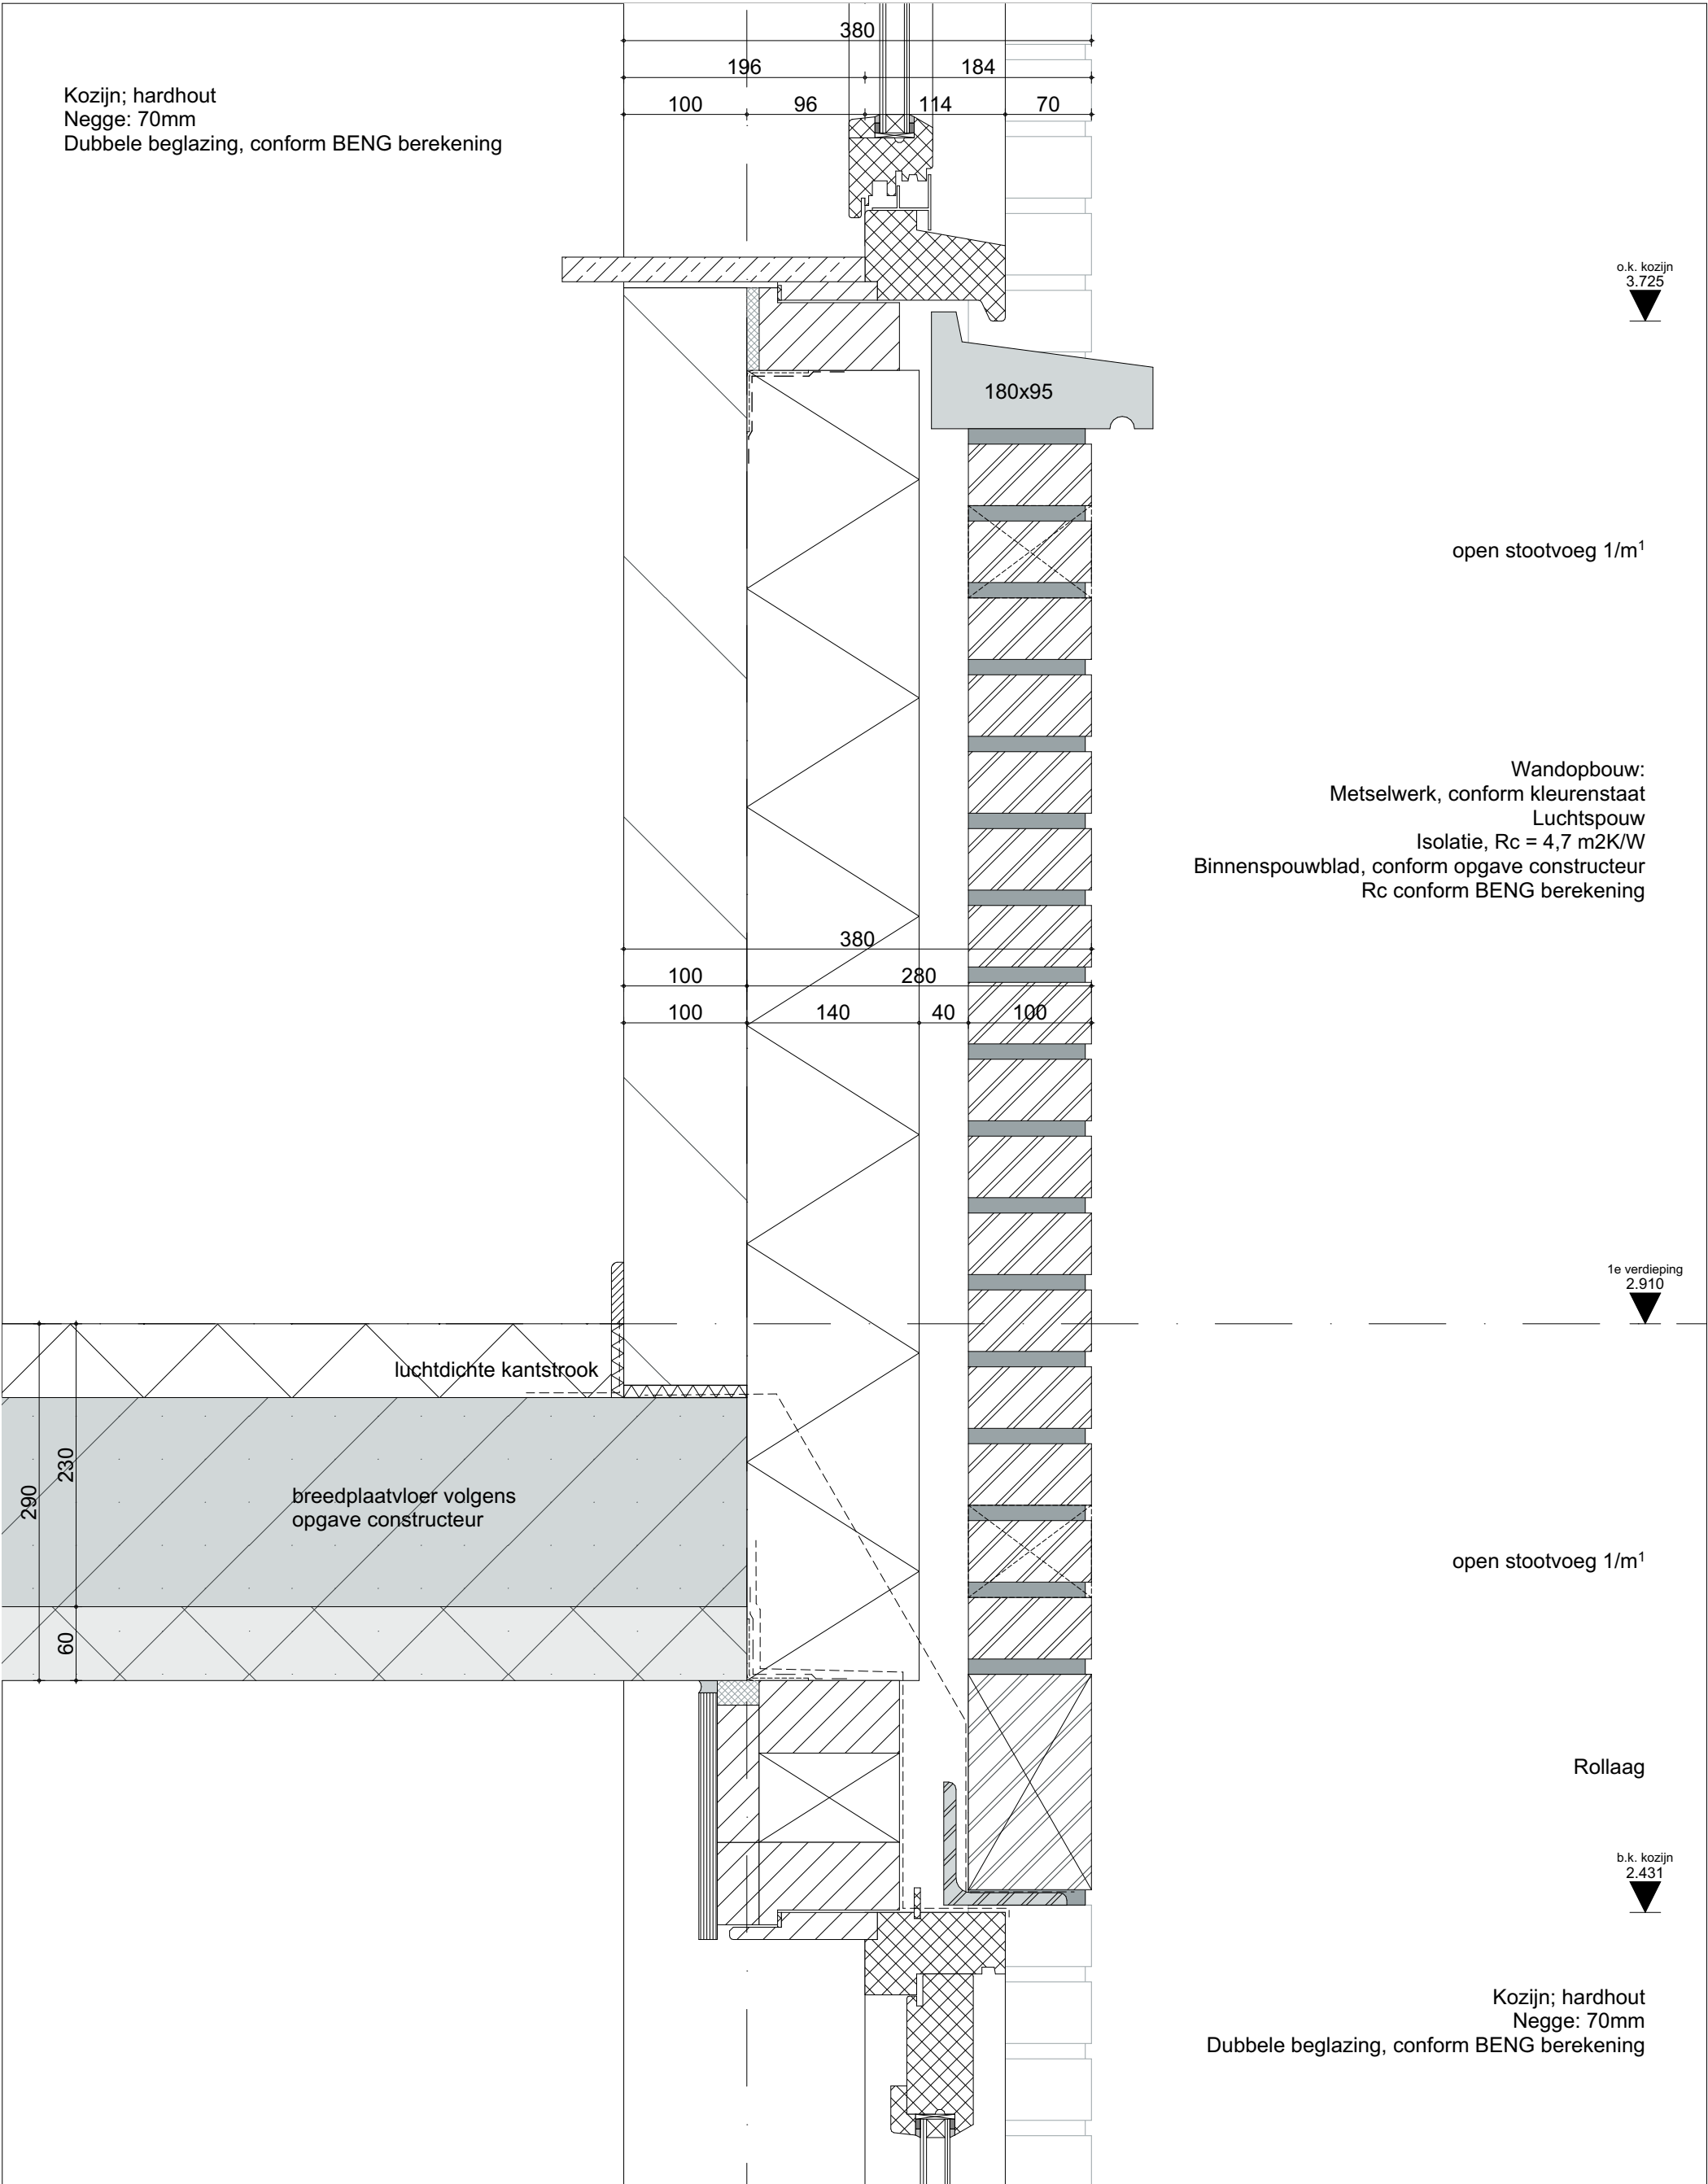 380
196
184
100
96
114
70
Kozijn; hardhout
Negge: 70mm
Dubbele beglazing, conform BENG berekening
o.k. kozijn
3.725
180x95
open stootvoeg 1/m¹
Wandopbouw:
Metselwerk, conform kleurenstaat
Luchtspouw
Isolatie, Rc = 4,7 m2K/W
Binnenspouwblad, conform opgave constructeur
Rc conform BENG berekening
380
100
280
100
140
40
100
1e verdieping
2.910
luchtdichte kantstrook
290
230
60
breedplaatvloer volgens
opgave constructeur
open stootvoeg 1/m¹
Rollaag
b.k. kozijn
2.431
Kozijn; hardhout
Negge: 70mm
Dubbele beglazing, conform BENG berekening